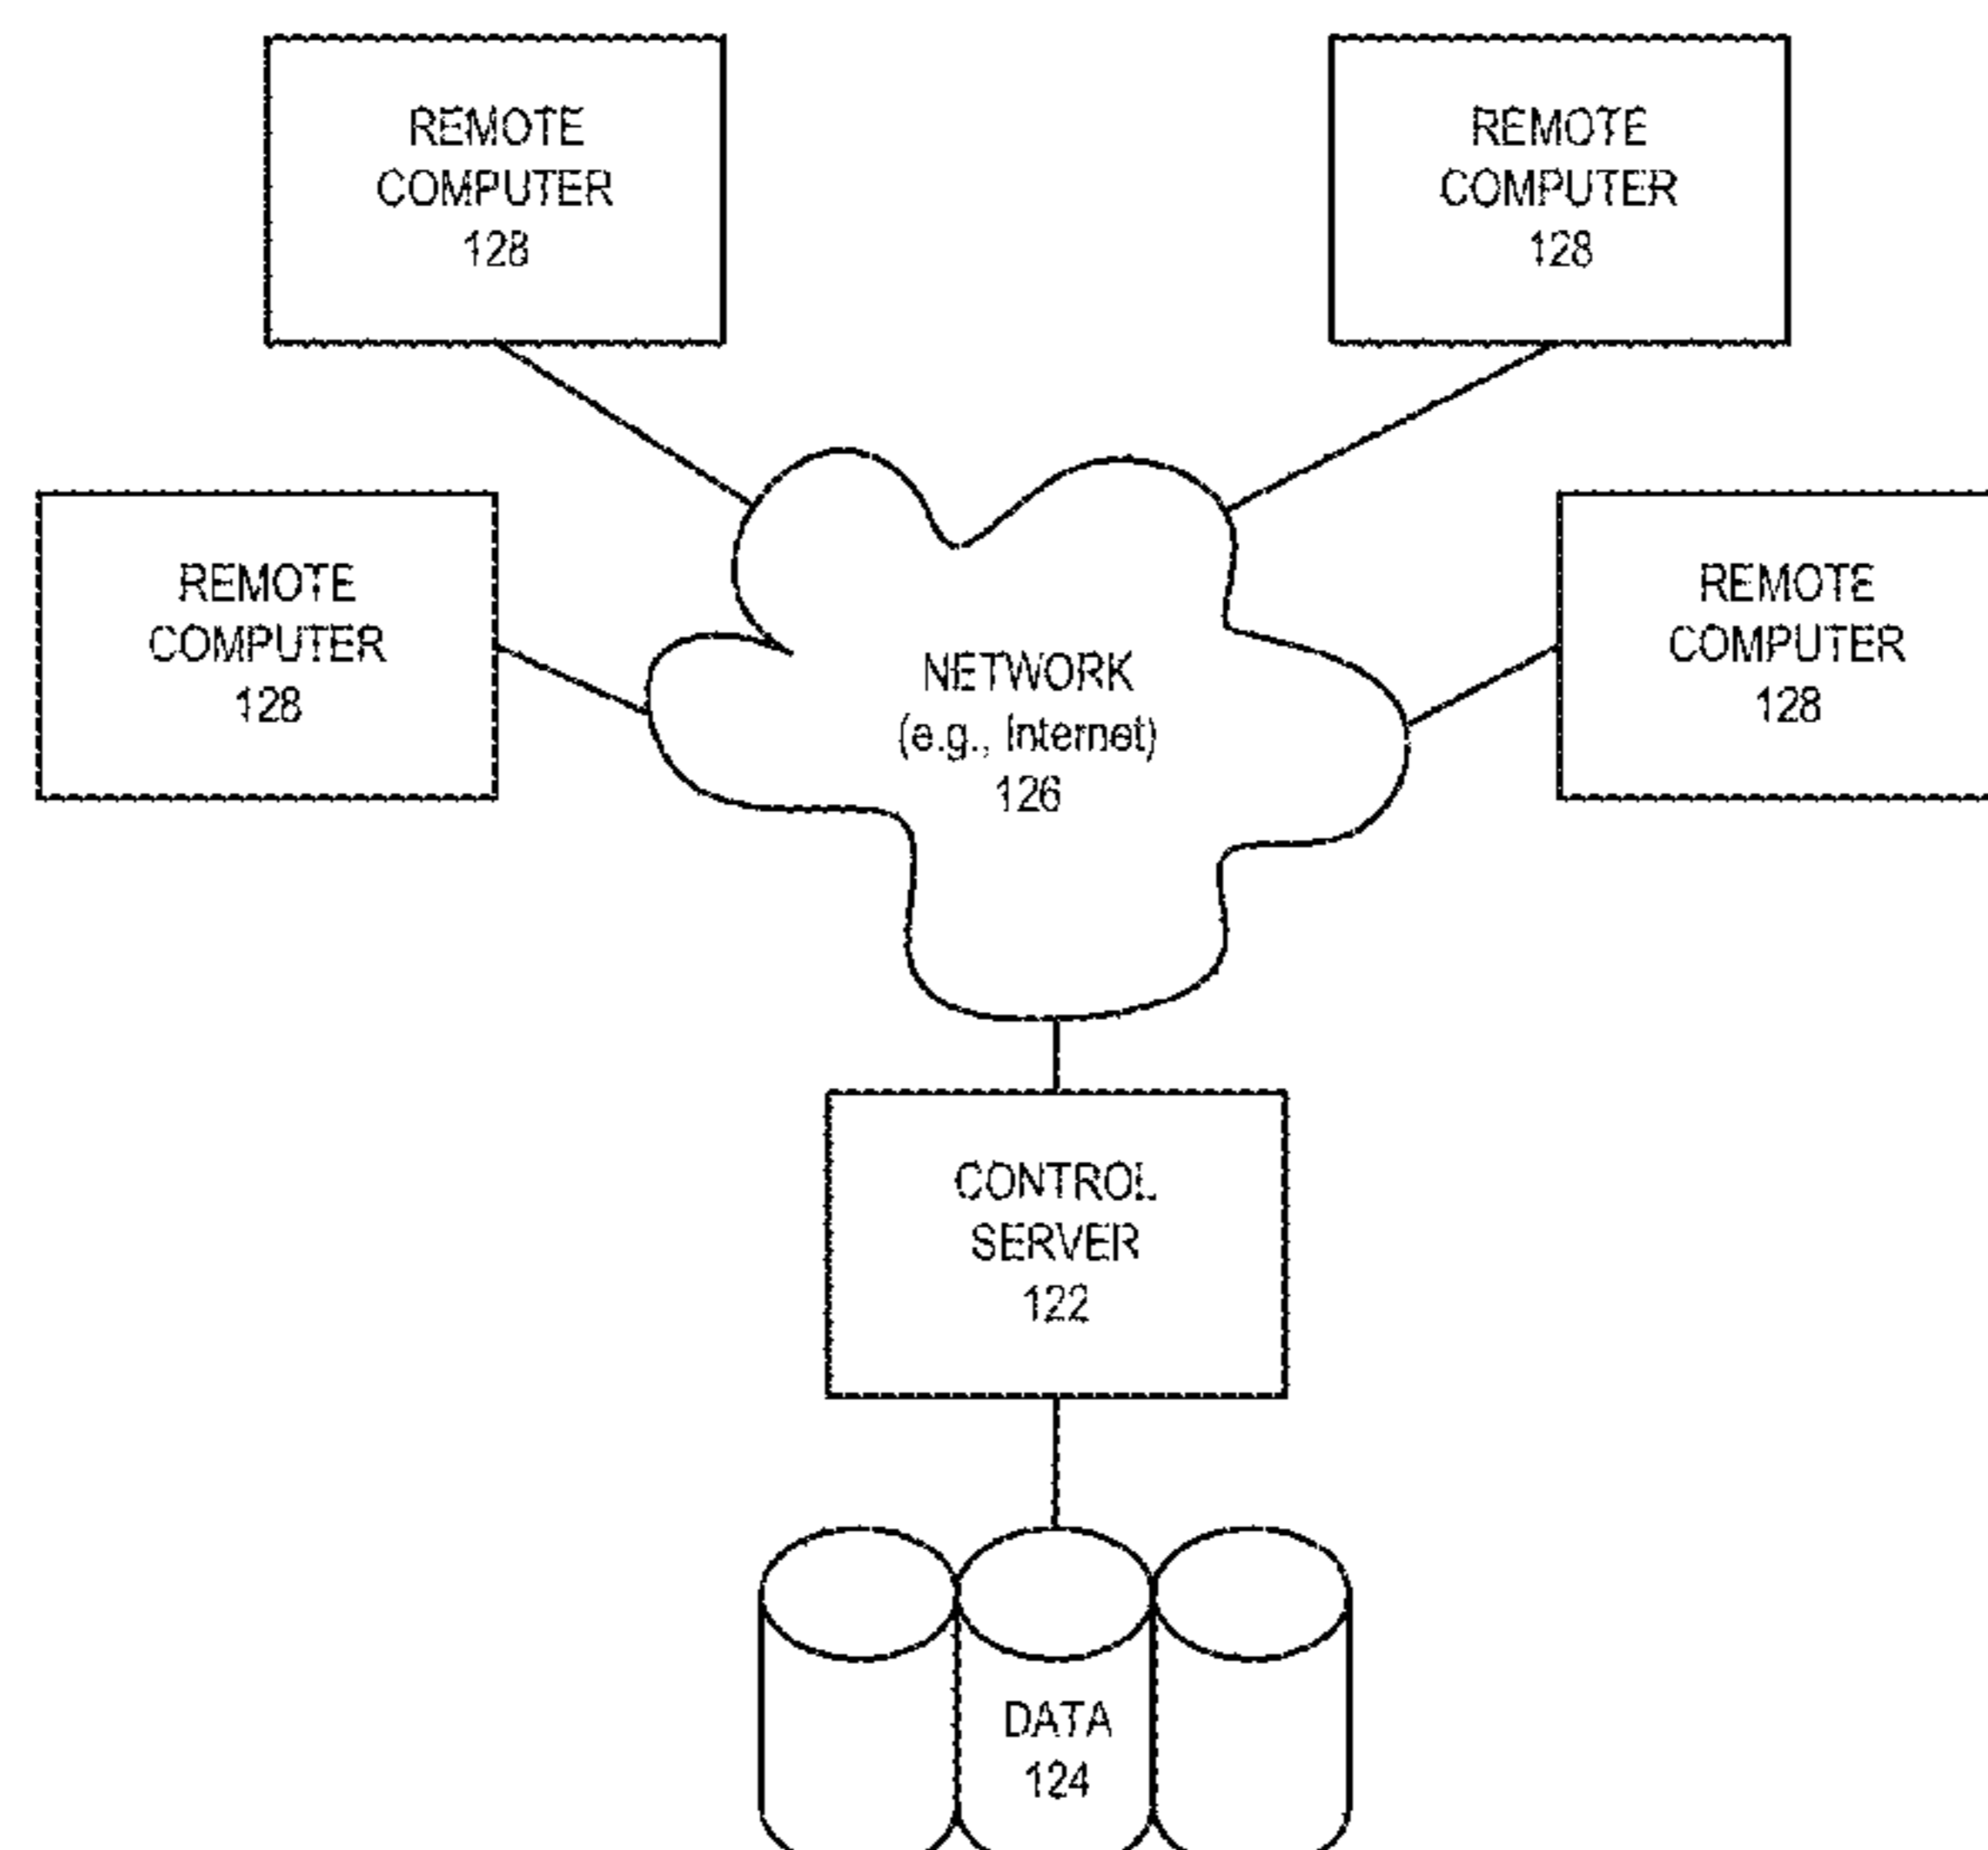 REMOTE
COMPUTER
128
REMOTE
COMPUTER
128
REMOTE
COMPUTER
128
NETWORK
(e.g., Internet)
126
REMOTE
COMPUTER
128
CONTROL
SERVER
122
DATA
124